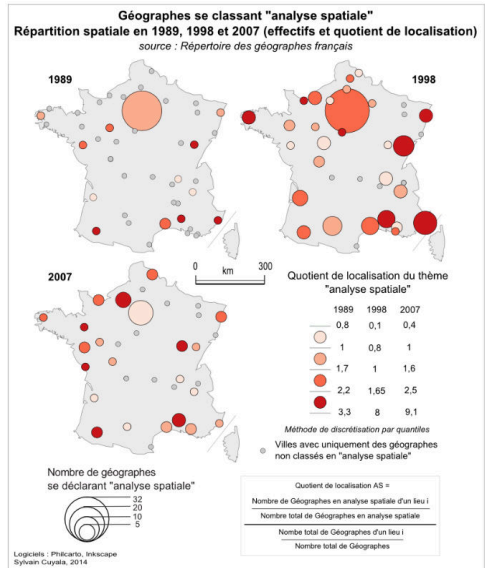 Géographes se classant "analyse spatiale"
Répartition spatiale en 1989, 1998 et 2007 (effectifs et quotient de localisation)
source : Répertoire des géographes français
1989
1998
2007
0 300
km
Quotient de localisation du thème
"analyse spatiale"
1989 1998 2007
0,8 0,1 0,4
1 0,8 1
1,7 1 1,6
2,2 1,65 2,5
3,3 8 9,1
Méthode de discrétisation par quantiles
Villes avec uniquement des géographes
non classés en "analyse spatiale"
Nombre de géographes
se déclarant "analyse spatiale"
32
20
10
5
Quotient de localisation AS =
Nombre de Géographes en analyse spatiale d'un lieu i
Nombre total de Géographes en analyse spatiale
Nombre total de Géographes d'un lieu i
Nombre total de Géographes
Logiciels : Philcarto, Inkscape
Sylvain Cuyala, 2014